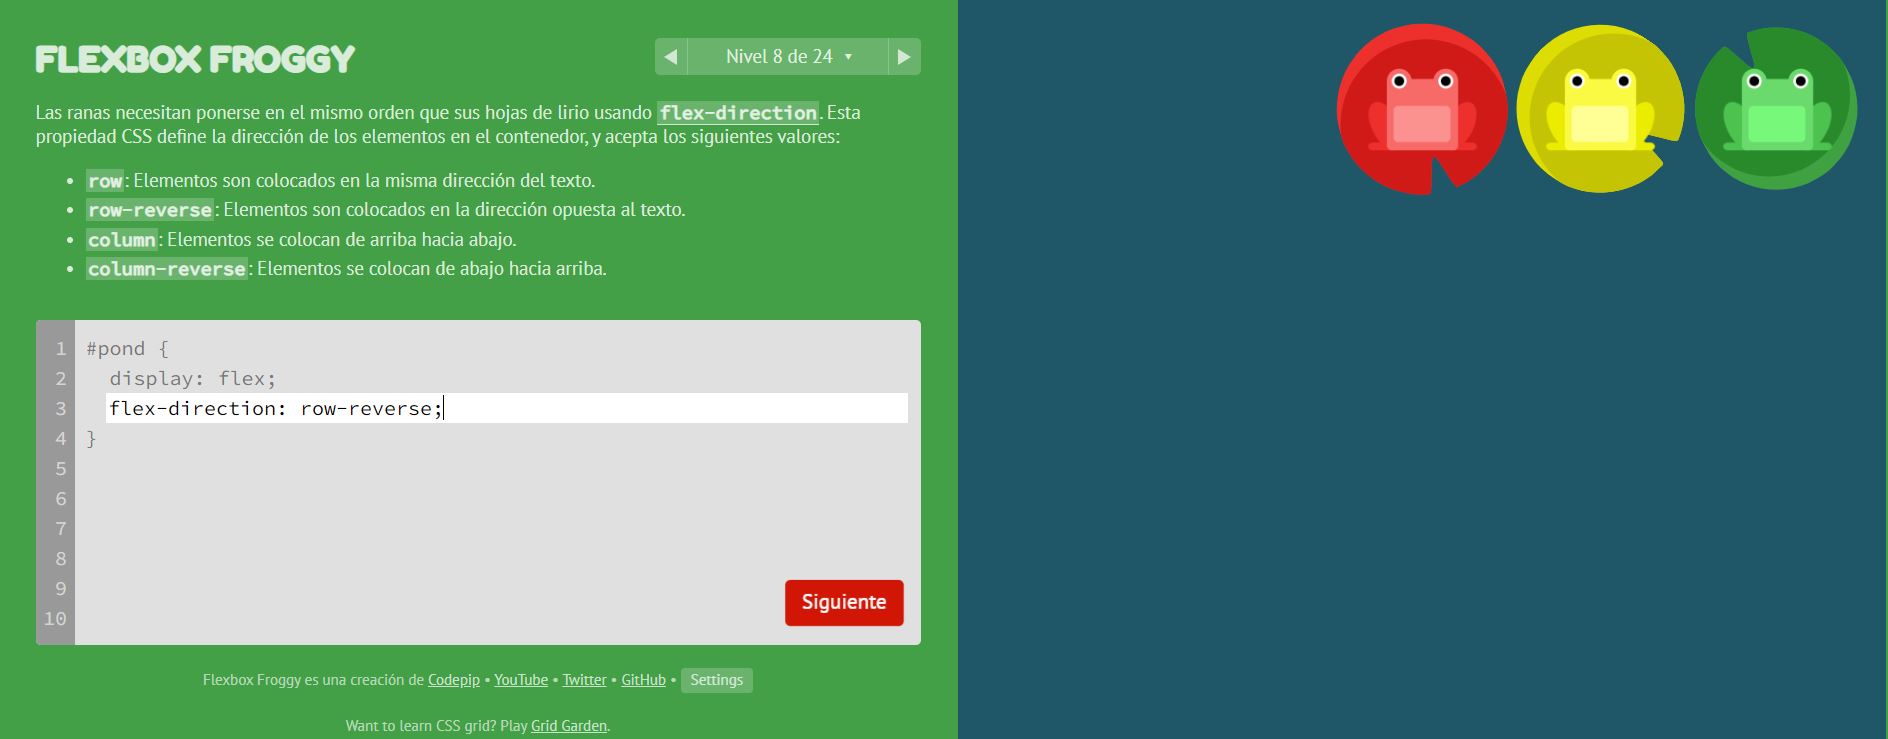 FLEXBOX FROGGY
Nivel 8 de 24
Las ranas necesitan ponerse en el mismo orden que sus hojas de lirio usando flex-direction. Esta
propiedad CSS define la dirección de los elementos en el contenedor, y acepta los siguientes valores:
• row: Elementos son colocados en la misma dirección del texto.
• row-reverse: Elementos son colocados en la dirección opuesta al texto.
• column: Elementos se colocan de arriba hacia abajo.
• column-reverse: Elementos se colocan de abajo hacia arriba.
1 #pond {
2 display: flex;
3 flex-direction: row-reverse;
4 }
5
6
7
8
9
10
Siguiente
Flexbox Froggy es una creación de Codepip • YouTube • Twitter • GitHub • Settings
Want to learn CSS grid? Play Grid Garden.